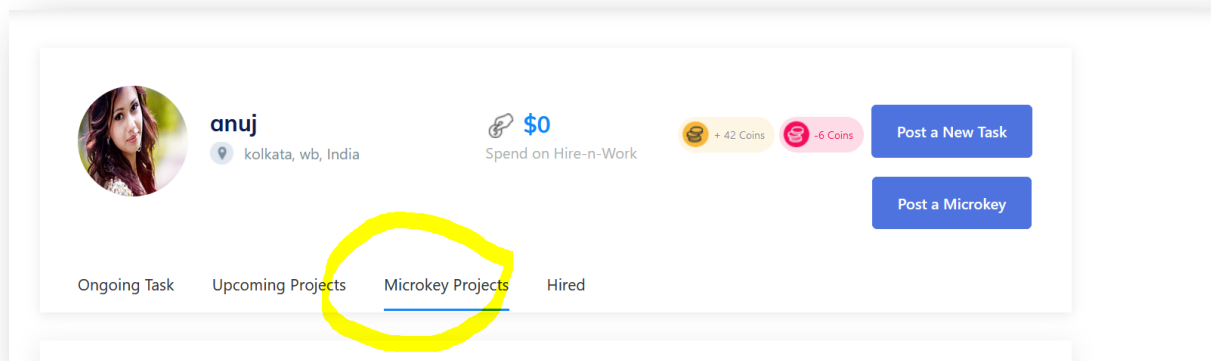 anuj
kolkata, wb, India
$0
Spend on Hire-n-Work
+ 42 Coins
-6 Coins
Post a New Task
Post a Microkey
Ongoing Task
Upcoming Projects
Microkey Projects
Hired